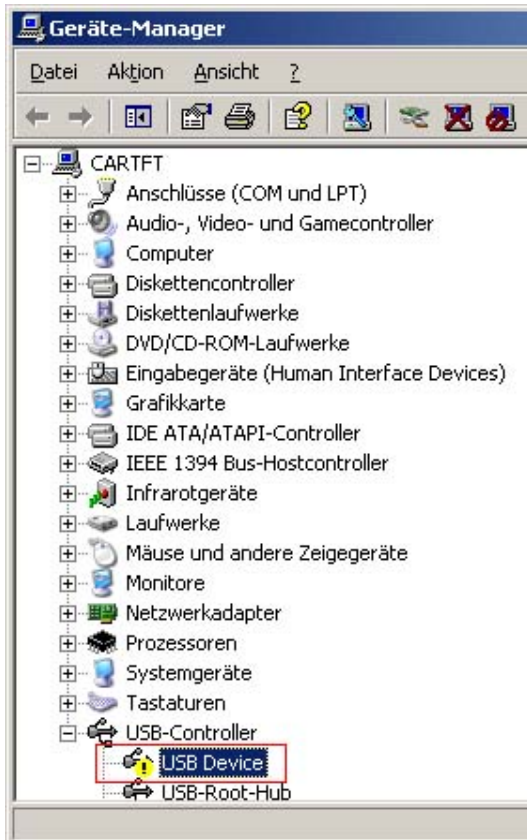 Geräte-Manager
Datei Aktion Ansicht ?
CARTFT
Anschlüsse (COM und LPT)
Audio-, Video- und Gamecontroller
Computer
Diskettencontroller
Diskettenlaufwerke
DVD/CD-ROM-Laufwerke
Eingabegeräte (Human Interface Devices)
Grafikkarte
IDE ATA/ATAPI-Controller
IEEE 1394 Bus-Hostcontroller
Infrarotgeräte
Laufwerke
Mäuse und andere Zeigegeräte
Monitore
Netzwerkadapter
Prozessoren
Systemgeräte
Tastaturen
USB-Controller
USB Device
USB-Root-Hub